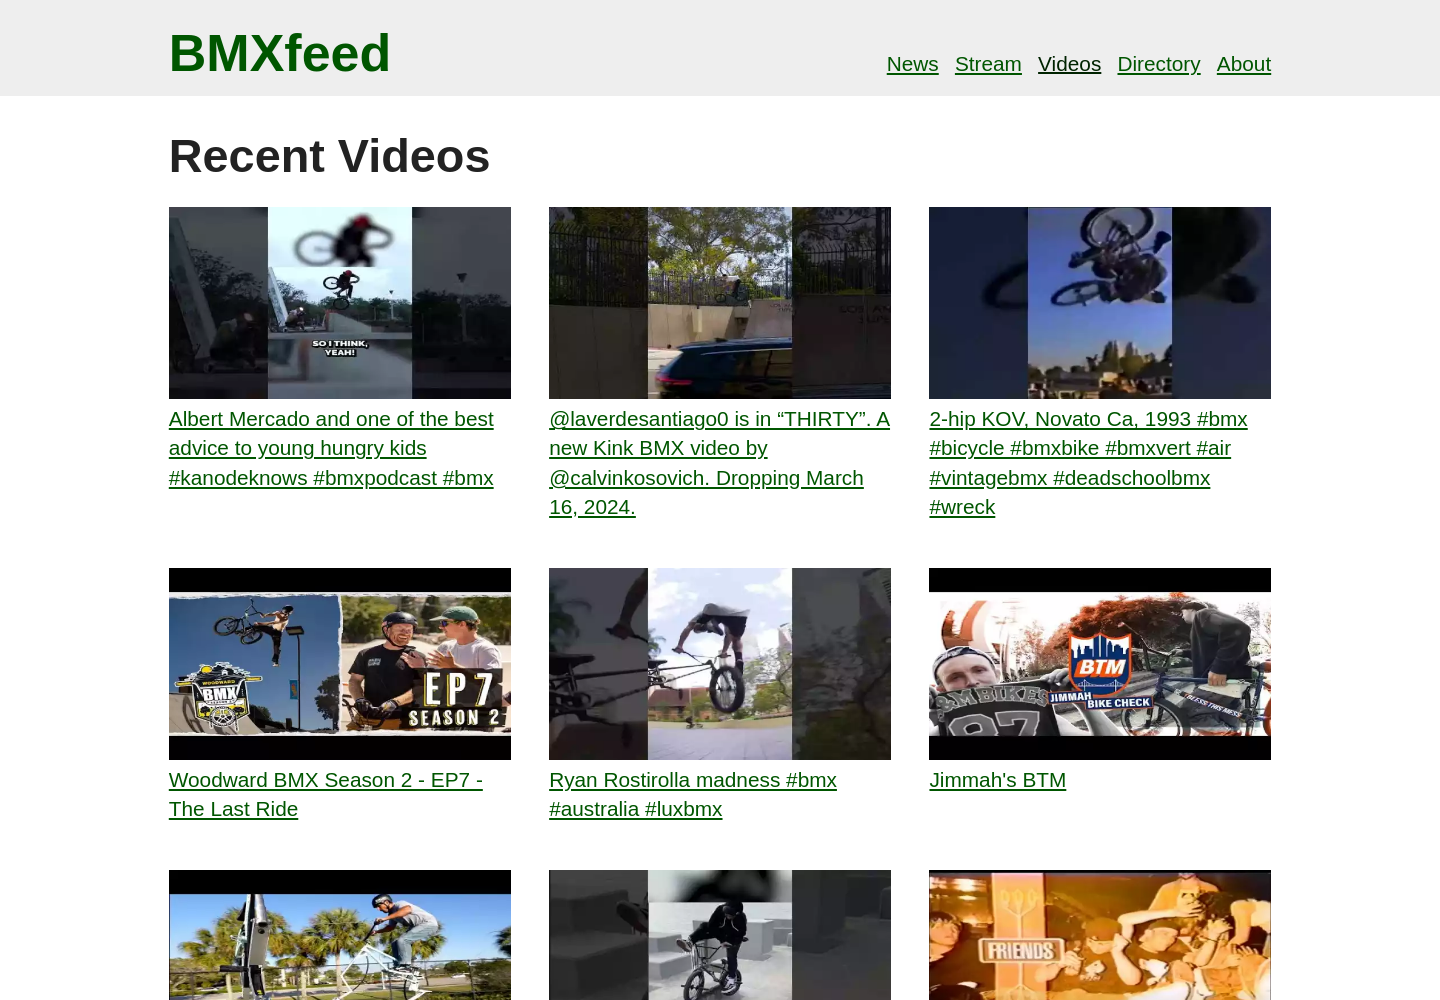 BMXfeed
News Stream Videos Directory About
Recent Videos
SO I THINK,
YEAH!
Albert Mercado and one of the best
advice to young hungry kids
#kanodeknows #bmxpodcast #bmx
@laverdesantiago0 is in “THIRTY”. A
new Kink BMX video by
@calvinkosovich. Dropping March
16, 2024.
2-hip KOV, Novato Ca, 1993 #bmx
#bicycle #bmxbike #bmxvert #air
#vintagebmx #deadschoolbmx
#wreck
WOODWARD
BMX
EP7
SEASON 2
Woodward BMX Season 2 - EP7 -
The Last Ride
Ryan Rostirolla madness #bmx
#australia #luxbmx
BTM
JIMMAH
BIKE CHECK
BM BIKES
97
Jimmah's BTM
FRIENDS